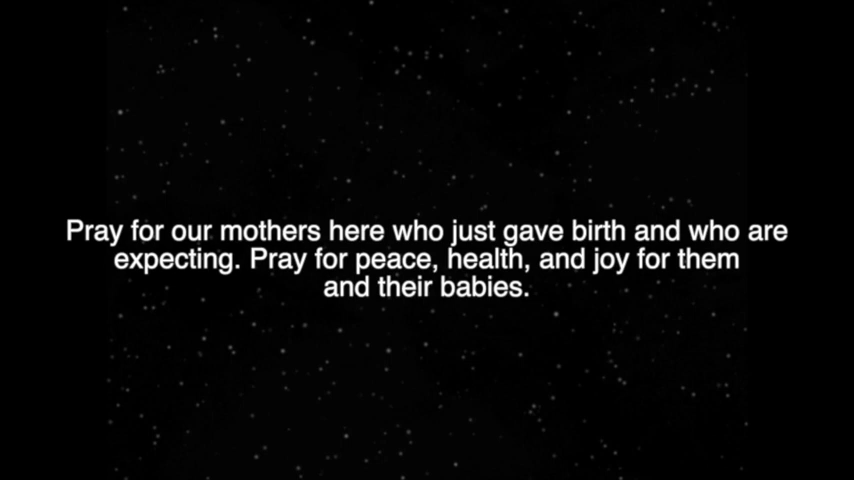 Pray for our mothers here who just gave birth and who are
expecting. Pray for peace, health, and joy for them
and their babies.